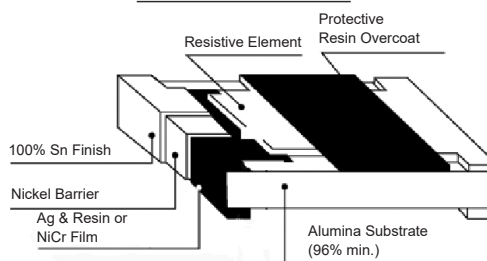 Protective
Resin Overcoat
Resistive Element
100% Sn Finish
Nickel Barrier
Ag & Resin or
NiCr Film
Alumina Substrate
(96% min.)